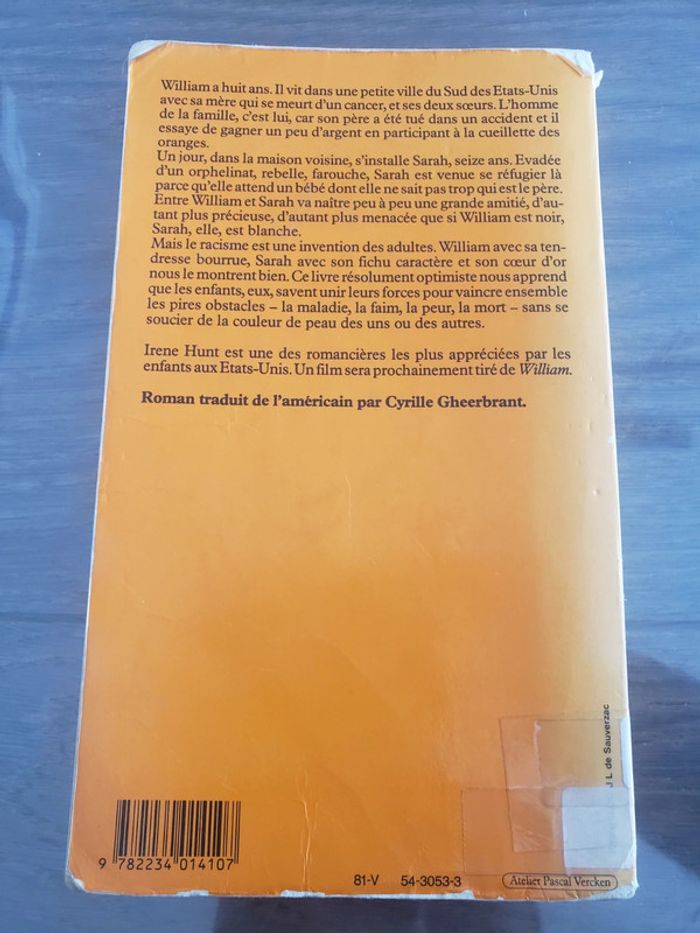 William a huit ans. Il vit dans une petite ville du Sud des Etats-Unis
avec sa mère qui se meurt d'un cancer, et ses deux sœurs. L'homme
de la famille, c'est lui, car son père a été tué dans un accident et il
essaye de gagner un peu d'argent en participant à la cueillette des
oranges.
Un jour, dans la maison voisine, s'installe Sarah, seize ans. Evadée
d'un orphelinat, rebelle, farouche, Sarah est venue se réfugier là
parce qu'elle attend un bébé dont elle ne sait pas trop qui est le père.
Entre William et Sarah va naître peu à peu une grande amitié, d'au-
tant plus précieuse, d'autant plus menacée que si William est noir,
Sarah, elle, est blanche.
Mais le racisme est une invention des adultes. William avec sa ten-
dresse bourrue, Sarah avec son fichu caractère et son cœur d'or
nous le montrent bien. Ce livre résolument optimiste nous apprend
que les enfants, eux, savent unir leurs forces pour vaincre ensemble
les pires obstacles – la maladie, la faim, la peur, la mort – sans se
soucier de la couleur de peau des uns ou des autres.
Irene Hunt est une des romancières les plus appréciées par les
enfants aux Etats-Unis. Un film sera prochainement tiré de William.
Roman traduit de l'américain par Cyrille Gheerbrant.
J L de Sauverzac
9 782234 014107
81-V 54-3053-3 Atelier Pascal Vercken